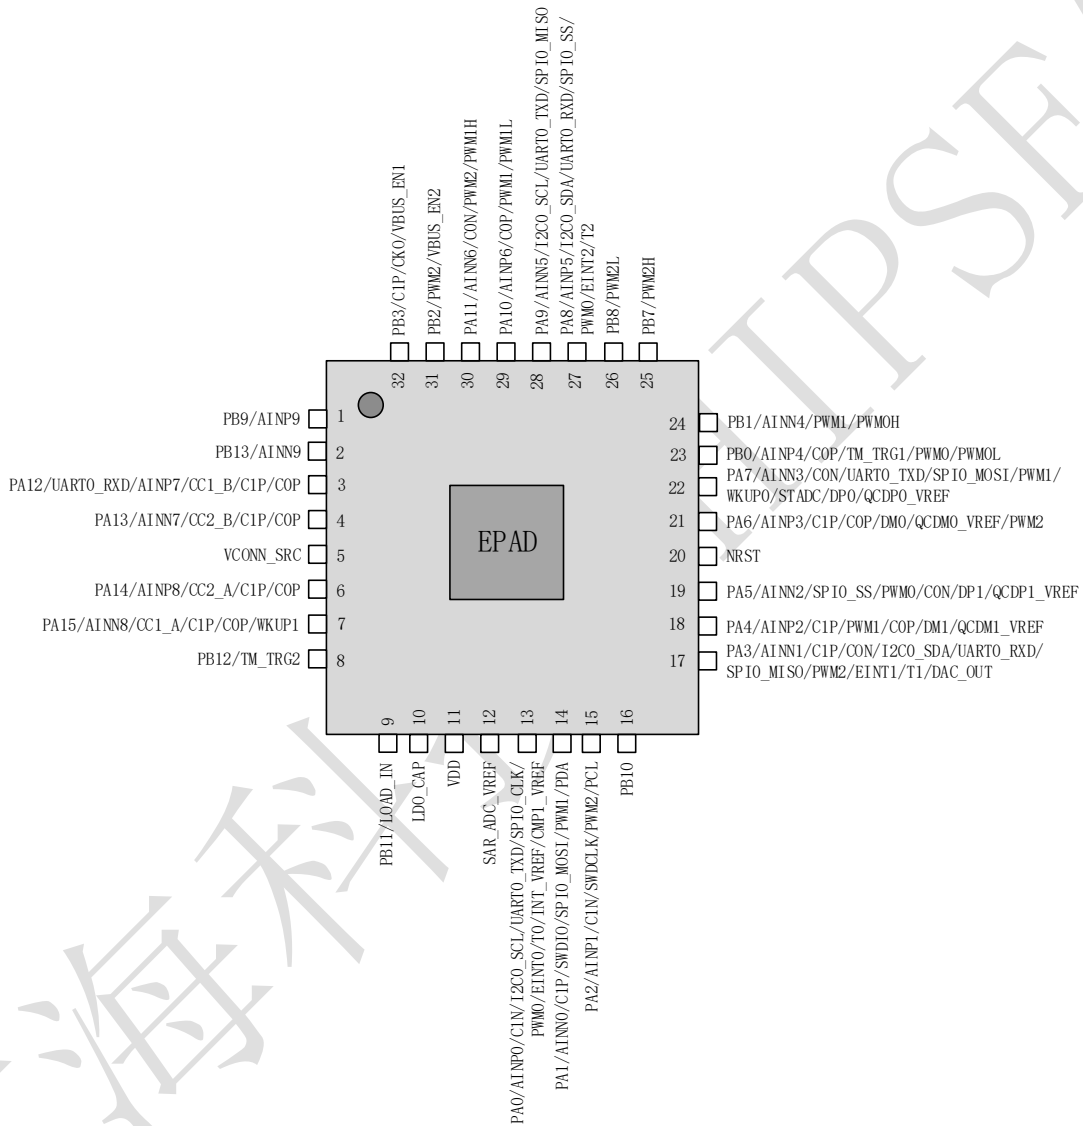 PB3/C1P/CKO/VBUS_EN1
PB2/PWM2/VBUS_EN2
PA11/AINN6/CON/PWM2/PWM1H
PA10/AINP6/COP/PWM1/PWM1L
PA9/AINN5/I2C0_SCL/UART0_TXD/SPI0_MISO
PA8/AINP5/I2C0_SDA/UART0_RXD/SPI0_SS/
PWM0/EINT2/T2
PB8/PWM2L
PB7/PWM2H
32
31
30
29
28
27
26
25
PB9/AINP9
1
PB13/AINN9
2
PA12/UART0_RXD/AINP7/CC1_B/C1P/COP
3
PA13/AINN7/CC2_B/C1P/COP
4
VCONN_SRC
5
PA14/AINP8/CC2_A/C1P/COP
6
PA15/AINN8/CC1_A/C1P/COP/WKUP1
7
PB12/TM_TRG2
8
EPAD
24
PB1/AINN4/PWM1/PWM0H
23
PB0/AINP4/COP/TM_TRG1/PWM0/PWM0L
22
PA7/AINN3/CON/UART0_TXD/SPI0_MOSI/PWM1/
WKUP0/STADC/DP0/QCDP0_VREF
21
PA6/AINP3/C1P/COP/DM0/QCDM0_VREF/PWM2
20
NRST
19
PA5/AINN2/SPI0_SS/PWM0/CON/DP1/QCDP1_VREF
18
PA4/AINP2/C1P/PWM1/COP/DM1/QCDM1_VREF
17
PA3/AINN1/C1P/CON/I2C0_SDA/UART0_RXD/
SPI0_MISO/PWM2/EINT1/T1/DAC_OUT
9
10
11
12
13
14
15
16
PB11/LOAD_IN
LDO_CAP
VDD
SAR_ADC_VREF
PA0/AINP0/C1N/I2C0_SCL/UART0_TXD/SPI0_CLK/
PWM0/EINT0/T0/INT_VREF/CMP1_VREF
PA1/AINN0/C1P/SWDIO/SPI0_MOSI/PWM1/PDA
PA2/AINP1/C1N/SWDCLK/PWM2/PCL
PB10
海科
HIPSE